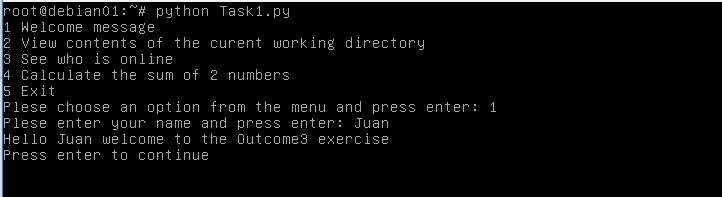 root@debian01:~# python Task1.py
1 Welcome message
2 View contents of the curent working directory
3 See who is online
4 Calculate the sum of 2 numbers
5 Exit
Plese choose an option from the menu and press enter: 1
Plese enter your name and press enter: Juan
Hello Juan welcome to the Outcome3 exercise
Press enter to continue